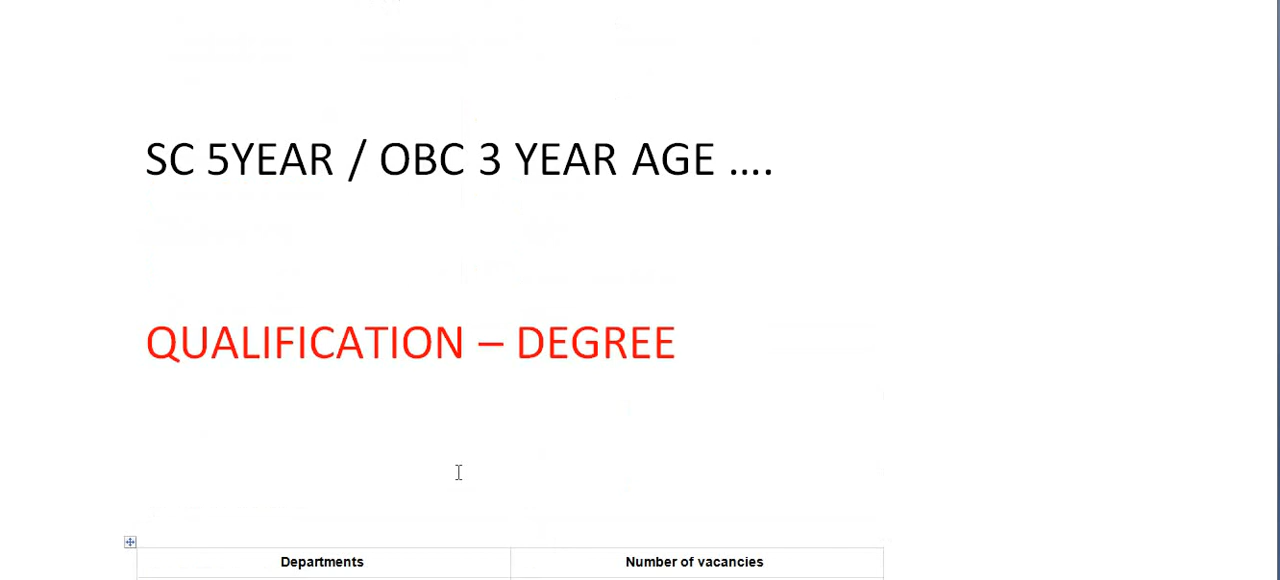 SC 5YEAR / OBC 3 YEAR AGE ....
QUALIFICATION – DEGREE
Departments Number of vacancies